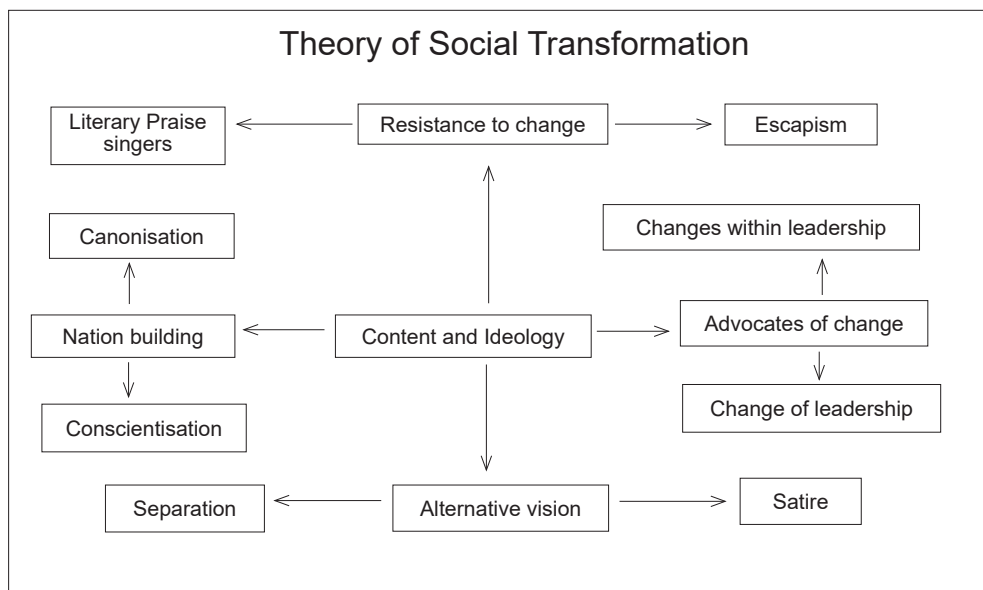 Theory of Social Transformation
Literary Praise
singers
Resistance to change
Escapism
Canonisation
Changes within leadership
Nation building
Content and Ideology
Advocates of change
Conscientisation
Change of leadership
Separation
Alternative vision
Satire